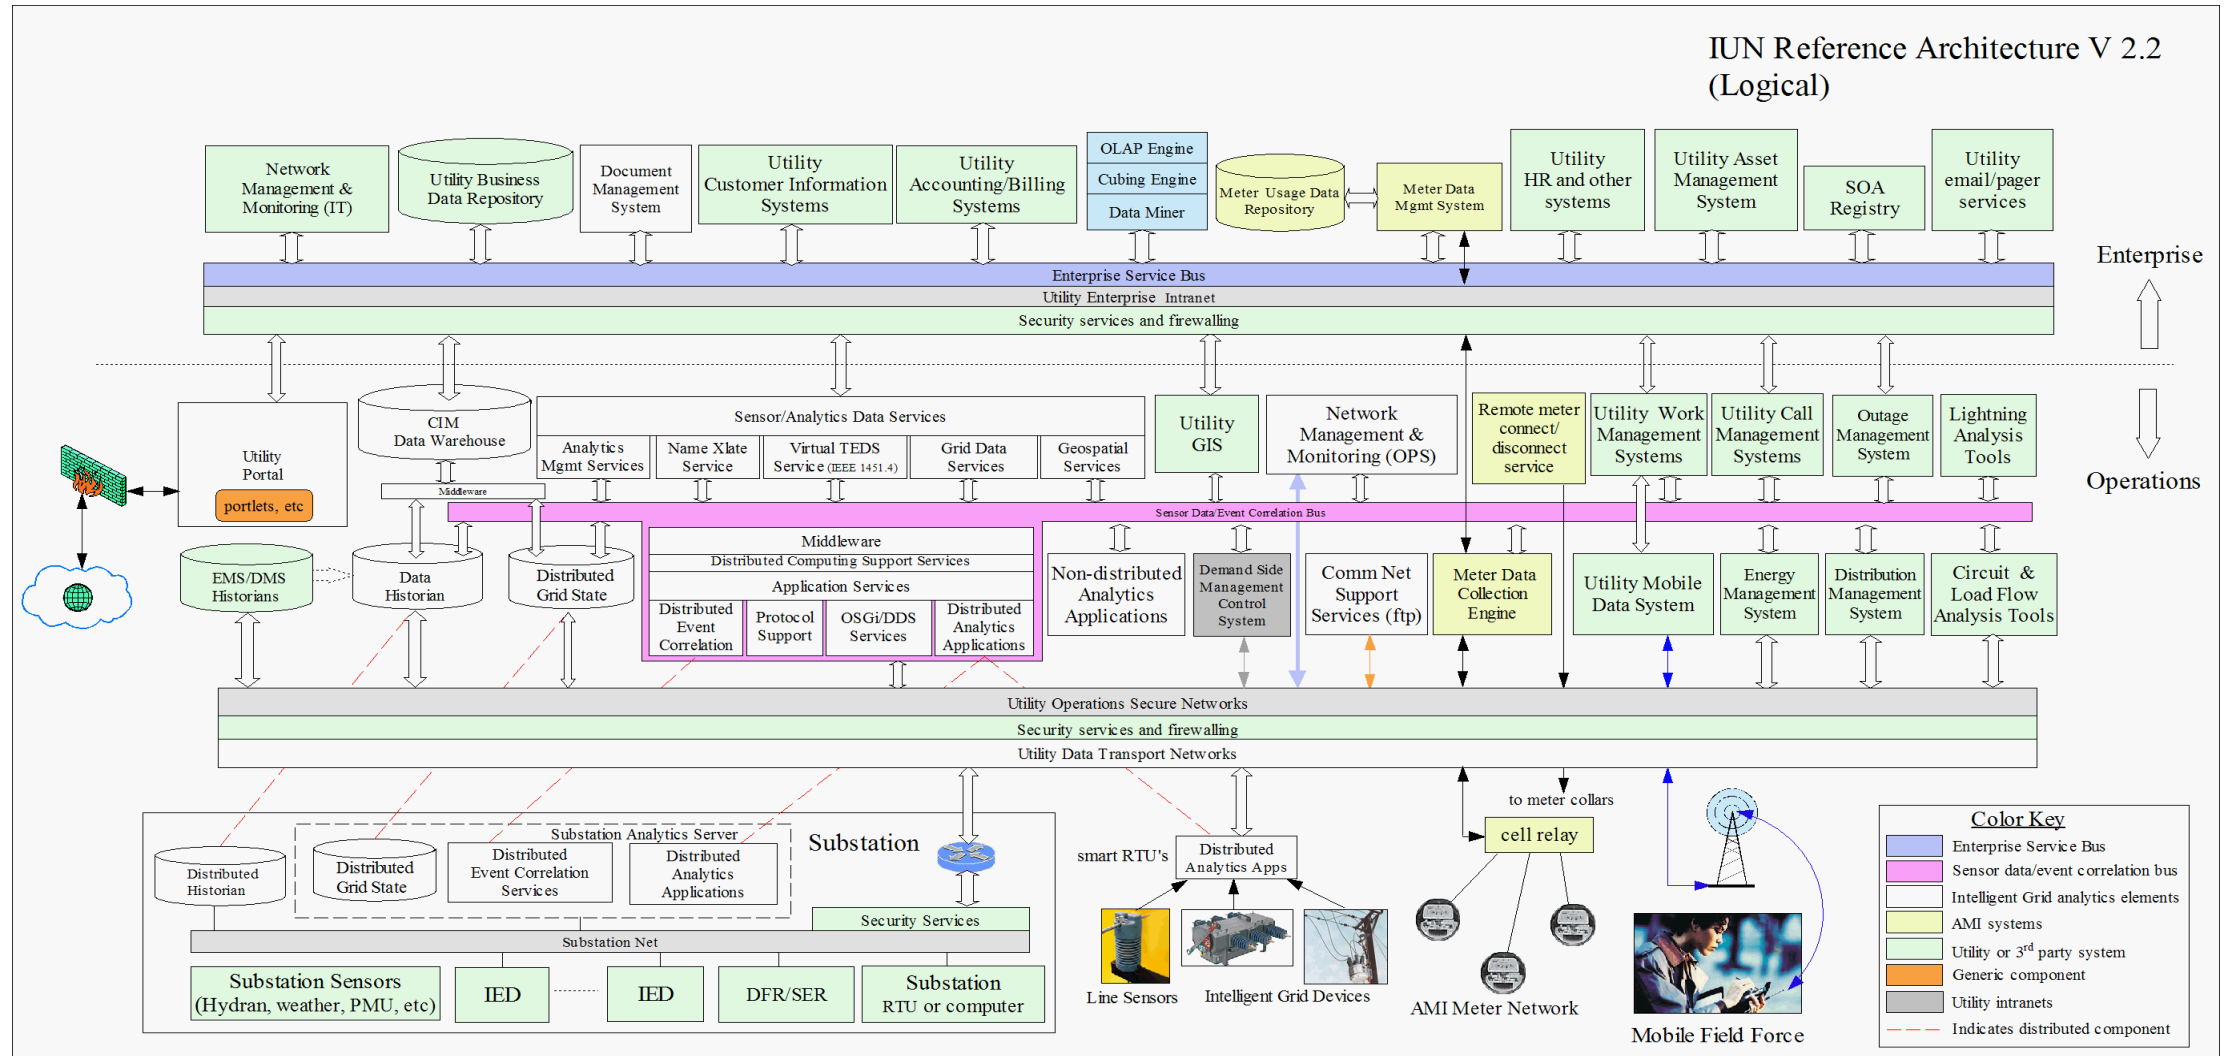 IUN Reference Architecture V 2.2
(Logical)
Network
Management &
Monitoring (IT)
Utility Business
Data Repository
Document
Management
System
Utility
Customer Information
Systems
Utility
Accounting/Billing
Systems
OLAP Engine
Cubing Engine
Data Miner
Meter Usage Data
Repository
Meter Data
Mgmt System
Utility
HR and other
systems
Utility Asset
Management
System
SOA
Registry
Utility
email/pager
services
Enterprise Service Bus
Utility Enterprise Intranet
Security services and firewalling
Enterprise
Operations
Utility
Portal
portlets, etc
CIM
Data Warehouse
Middleware
Sensor/Analytics Data Services
Analytics
Mgmt Services
Name Xlate
Service
Virtual TEDS
Service (IEEE 1451.4)
Grid Data
Services
Geospatial
Services
Utility
GIS
Network
Management &
Monitoring (OPS)
Remote meter
connect/
disconnect
service
Utility Work
Management
Systems
Utility Call
Management
Systems
Outage
Management
System
Lightning
Analysis
Tools
Sensor Data/Event Correlation Bus
EMS/DMS
Historians
Data
Historian
Distributed
Grid State
Middleware
Distributed Computing Support Services
Application Services
Distributed
Event
Correlation
Protocol
Support
OSGi/DDS
Services
Distributed
Analytics
Applications
Non-distributed
Analytics
Applications
Demand Side
Management
Control
System
Comm Net
Support
Services (ftp)
Meter Data
Collection
Engine
Utility Mobile
Data System
Energy
Management
System
Distribution
Management
System
Circuit &
Load Flow
Analysis Tools
Utility Operations Secure Networks
Security services and firewalling
Utility Data Transport Networks
Substation Analytics Server
Substation
Distributed
Historian
Distributed
Grid State
Distributed
Event Correlation
Services
Distributed
Analytics
Applications
Security Services
Substation Net
Substation Sensors
(Hydran, weather, PMU, etc)
IED
IED
DFR/SER
Substation
RTU or computer
smart RTU's
Distributed
Analytics Apps
Line Sensors
Intelligent Grid Devices
to meter collars
cell relay
AMI Meter Network
Mobile Field Force
Color Key
Enterprise Service Bus
Sensor data/event correlation bus
Intelligent Grid analytics elements
AMI systems
Utility or 3rd party system
Generic component
Utility intranets
Indicates distributed component